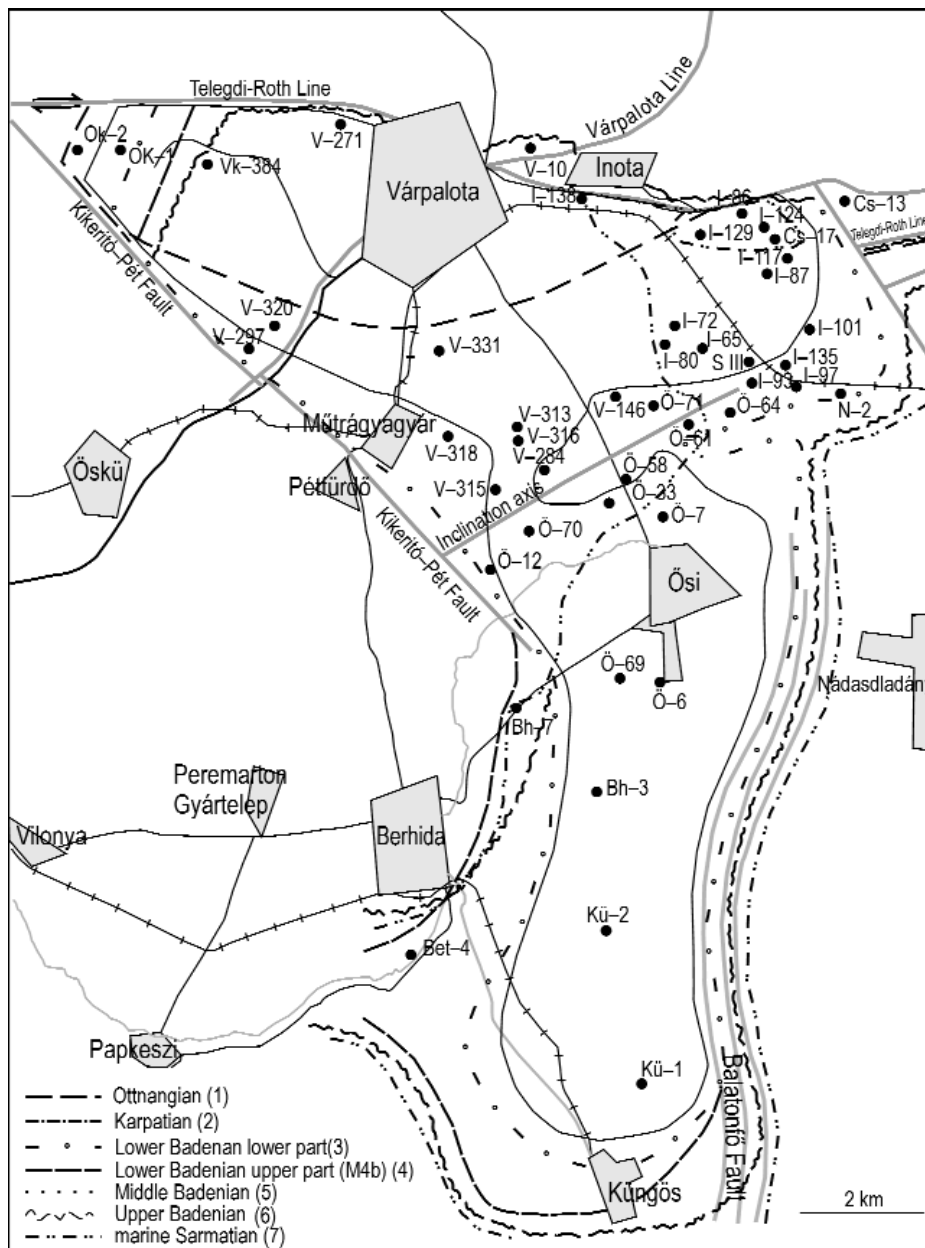 Telegdi-Roth Line
Várpalota Line
Ok–2
OK–1
Vk–384
V–271
Várpalota
V–10
Inota
I–138
I–86
I–124
I–129
Cs–17
Cs–13
Telegdi-Roth Line
I–117
I–87
Kikeritó–Pét Fault
V–320
V–297
V–331
I–72
I–65
I–80
S III
I–101
I–135
I–93
I–97
N–2
V–146
Ö–71
Ö–64
Ö–61
Műtrágyagyár
V–318
V–313
V–316
V–284
V–315
Öskü
Pétfürdő
Inclination axis
Ö–58
Ö–33
Ö–7
Ö–70
Ö–12
Kikeritó–Pét Fault
Ősi
Ö–69
Ö–6
Nádasdladány
Bh–7
Bh–3
Peremarton
Gyártelep
Vilonya
Berhida
Kü–2
Bet–4
Papkeszi
Kü–1
Balatonfő Fault
Küngös
Ottnangian (1)
Karpatian (2)
Lower Badenan lower part(3)
Lower Badenian upper part (M4b) (4)
Middle Badenian (5)
Upper Badenian (6)
marine Sarmatian (7)
2 km